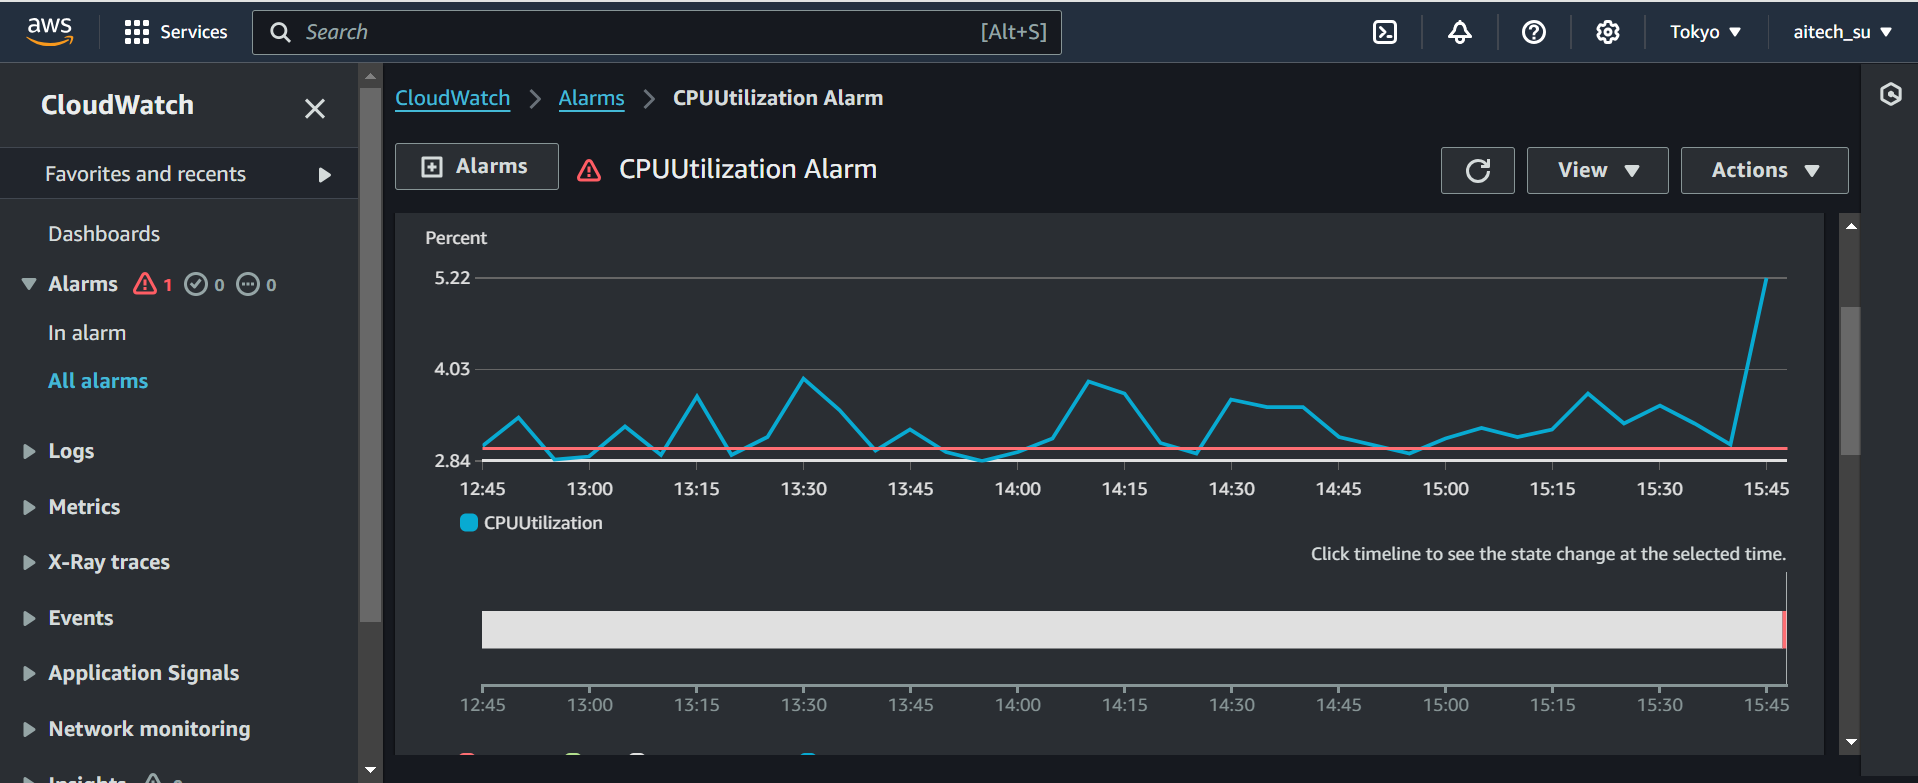 aws Services Search [Alt+S] Tokyo aitech_su
CloudWatch
Favorites and recents
Dashboards
Alarms 1 0 0
In alarm
All alarms
Logs
Metrics
X-Ray traces
Events
Application Signals
Network monitoring
Insights
CloudWatch Alarms CPUUtilization Alarm
Alarms CPUUtilization Alarm View Actions
Percent
5.22
4.03
2.84
12:45 13:00 13:15 13:30 13:45 14:00 14:15 14:30 14:45 15:00 15:15 15:30 15:45
CPUUtilization
Click timeline to see the state change at the selected time.
12:45 13:00 13:15 13:30 13:45 14:00 14:15 14:30 14:45 15:00 15:15 15:30 15:45